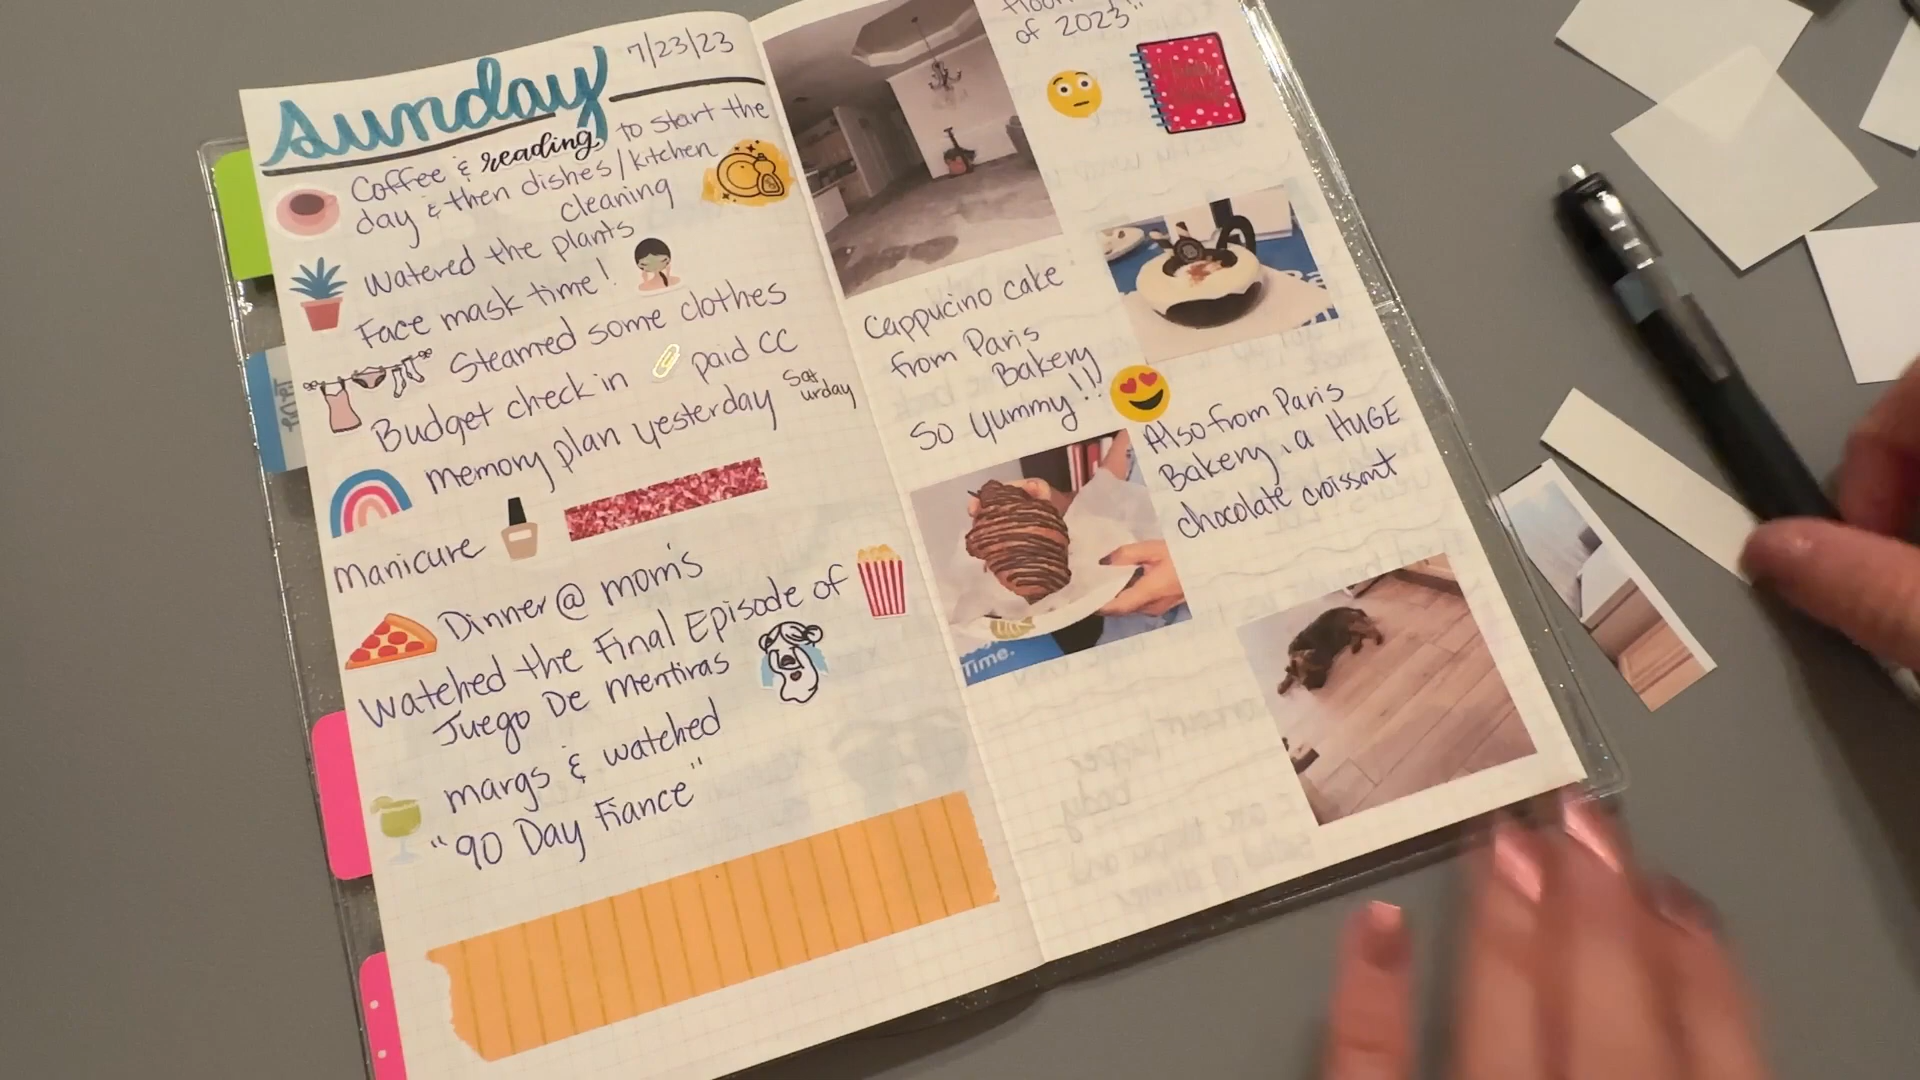 Sunday 7/23/23
Coffee & reading, to start the
day & then dishes/kitchen
cleaning
Watered the plants
Face mask time!
Steamed some clothes
Budget check in paid CC
memory plan yesterday Sat
urday
manicure
Dinner @ mom's
Watched the Final Episode of
Juego De Mentiras
margs & watched
"90 Day Fiance"
of 2023!!
Cappucino cake
from Paris
Bakery
So yummy!!
Also from Paris
Bakery, a HUGE
chocolate croissant
Time.